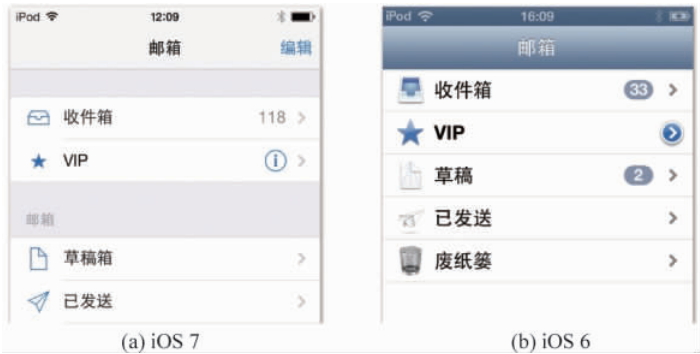 iPod 12:09
邮箱 编辑
收件箱 118
VIP
邮箱
草稿箱
已发送
(a) iOS 7
iPod 16:09
邮箱
收件箱 33
VIP
草稿 2
已发送
废纸篓
(b) iOS 6